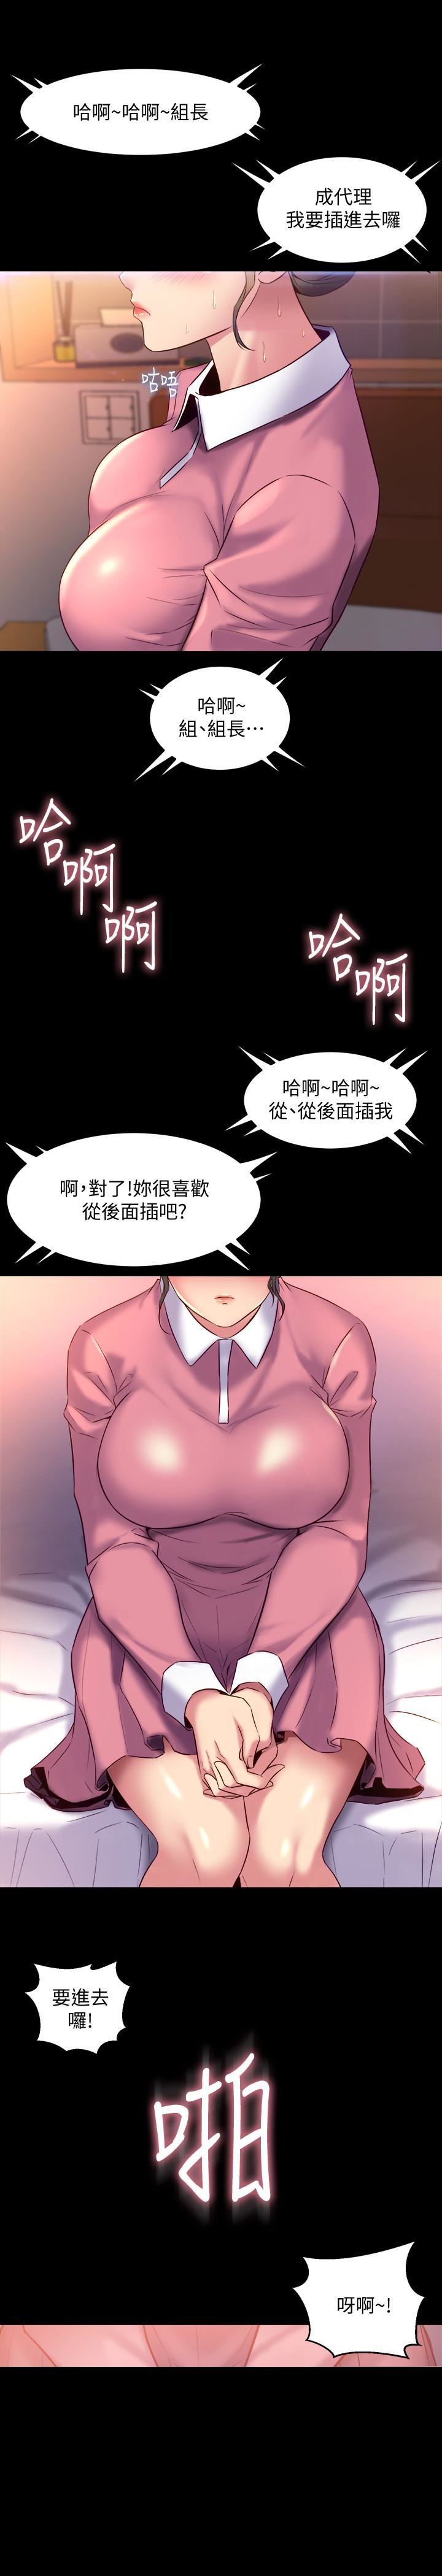 哈啊~哈啊~組長
成代理
我要插進去囉
咕唔
哈啊~
組、組長…
哈啊啊
哈啊
哈啊~哈啊~
從、從後面插我
啊，對了!妳很喜歡
從後面插吧?
要進去
囉!
啪
呀啊~!